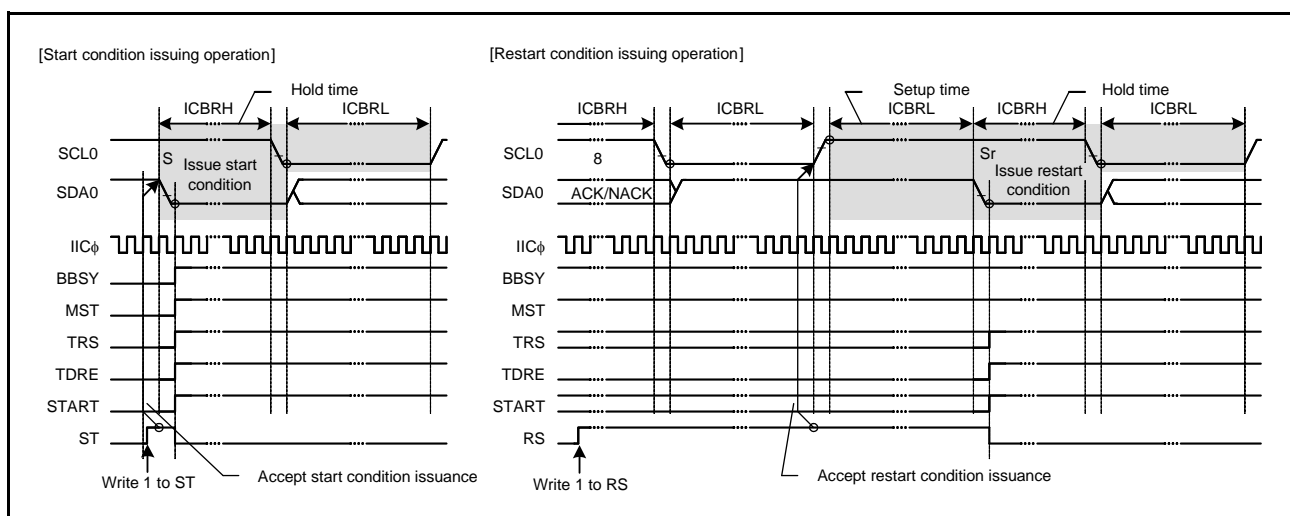 [Start condition issuing operation]
Hold time
ICBRH
ICBRL
SCL0
S
Issue start
condition
SDA0
IICϕ
BBSY
MST
TRS
TDRE
START
ST
Accept start condition issuance
Write 1 to ST
[Restart condition issuing operation]
Setup time
Hold time
ICBRH
ICBRL
ICBRL
ICBRH
ICBRL
SCL0
8
Sr
Issue restart
condition
SDA0
ACK/NACK
IICϕ
BBSY
MST
TRS
TDRE
START
RS
Accept restart condition issuance
Write 1 to RS